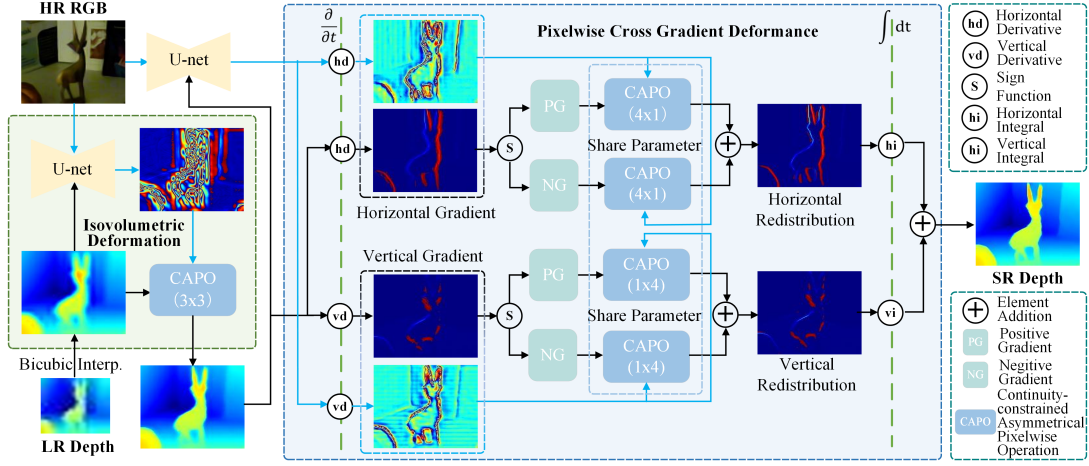 HR RGB
U-net
U-net
Isovolumetric
Deformation
CAPO
(3x3)
Bicubic Interp.
LR Depth
∂
∂t
Pixelwise Cross Gradient Deformance
∫dt
hd
hd
vd
vd
Horizontal Gradient
Vertical Gradient
S
S
PG
NG
PG
NG
CAPO
(4x1)
Share Parameter
CAPO
(4x1)
CAPO
(1x4)
Share Parameter
CAPO
(1x4)
+
+
Horizontal
Redistribution
Vertical
Redistribution
hi
vi
+
SR Depth
hd Horizontal
Derivative
vd Vertical
Derivative
S Sign
Function
hi Horizontal
Integral
hi Vertical
Integral
+ Element
Addition
PG Positive
Gradient
NG Negitive
Gradient
CAPO Continuity-
constrained
Asymmetrical
Pixelwise
Operation